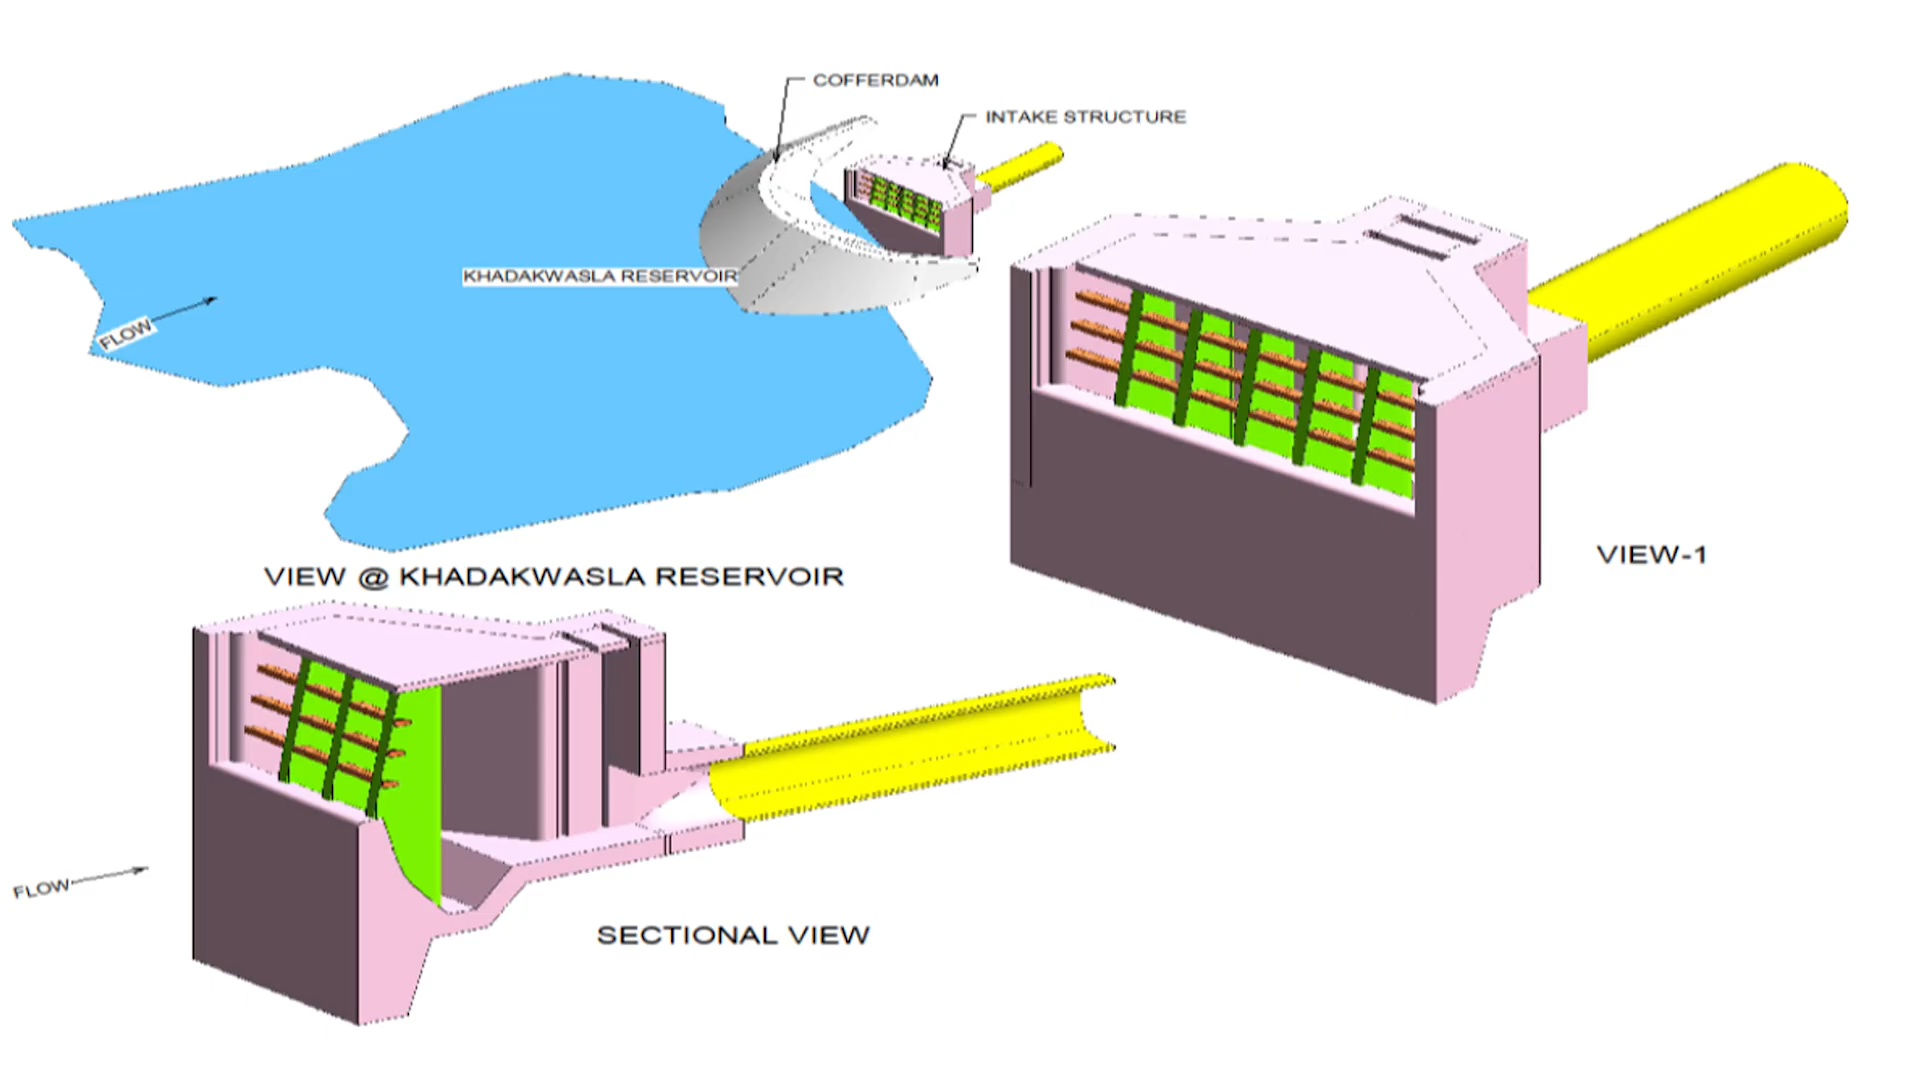 COFFERDAM
INTAKE STRUCTURE
KHADAKWASLA RESERVOIR
FLOW
VIEW @ KHADAKWASLA RESERVOIR
VIEW-1
FLOW
SECTIONAL VIEW